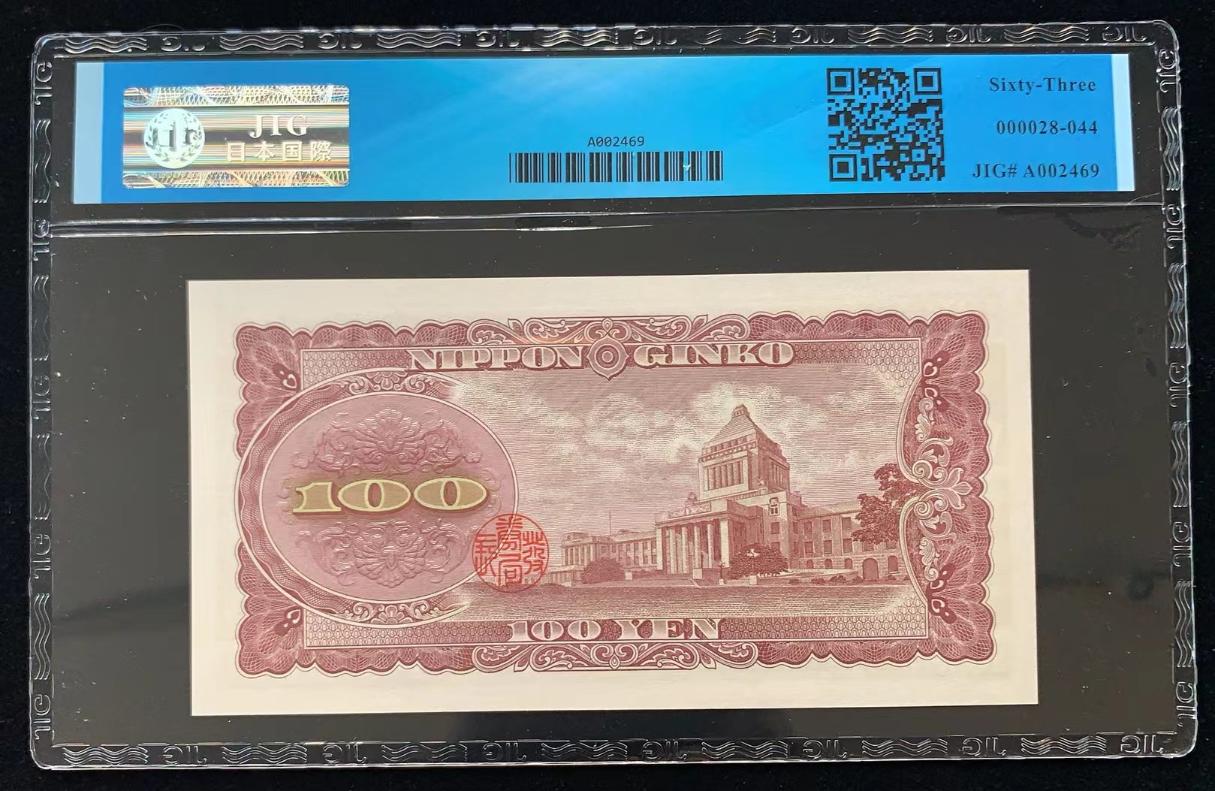 JIG
日本国際
A002469
Sixty-Three
000028-044
JIG# A002469
NIPPON GINKO
100
100 YEN